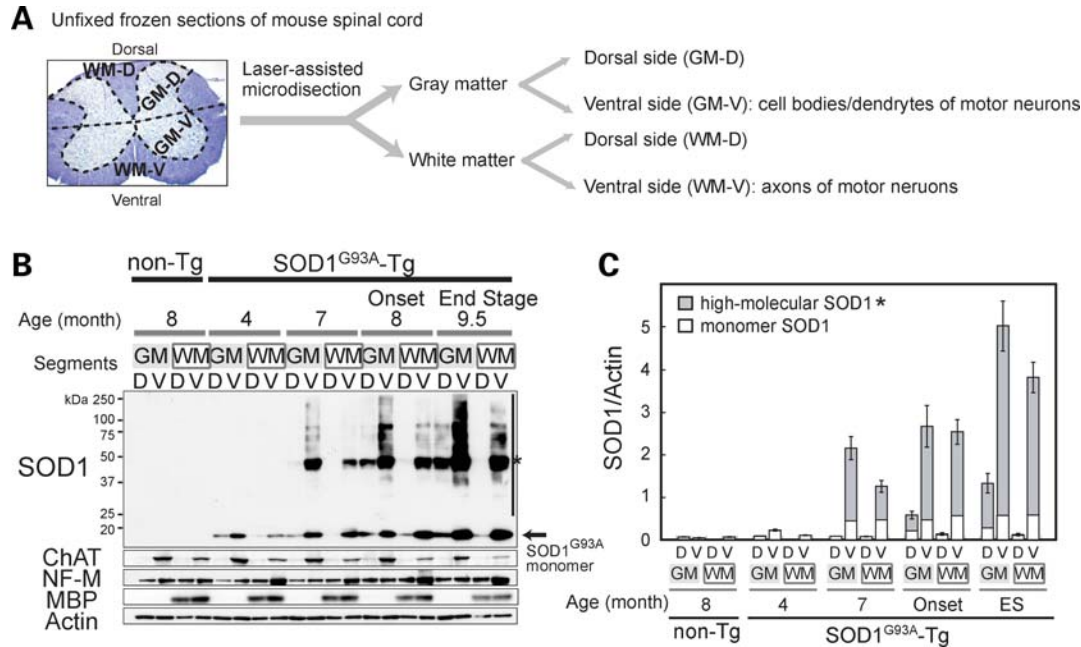 A Unfixed frozen sections of mouse spinal cord
Dorsal
WM-D
GM-D
GM-V
WM-V
Ventral
Laser-assisted
microdisection
Gray matter
White matter
Dorsal side (GM-D)
Ventral side (GM-V): cell bodies/dendrytes of motor neurons
Dorsal side (WM-D)
Ventral side (WM-V): axons of motor neruons
B
non-Tg SOD1G93A-Tg
Onset End Stage
Age (month) 8 4 7 8 9.5
Segments GM WM GM WM GM WM GM WM GM WM
D V D V D V D V D V D V D V D V D V D V
kDa 250
100
75
50
37
25
20
SOD1
*
SOD1G93A
monomer
ChAT
NF-M
MBP
Actin
C
high-molecular SOD1 *
monomer SOD1
SOD1/Actin
5
4
3
2
1
0
D V D V D V D V D V D V D V D V D V D V
GM WM GM WM GM WM GM WM GM WM
Age (month) 8 4 7 Onset ES
non-Tg SOD1G93A-Tg